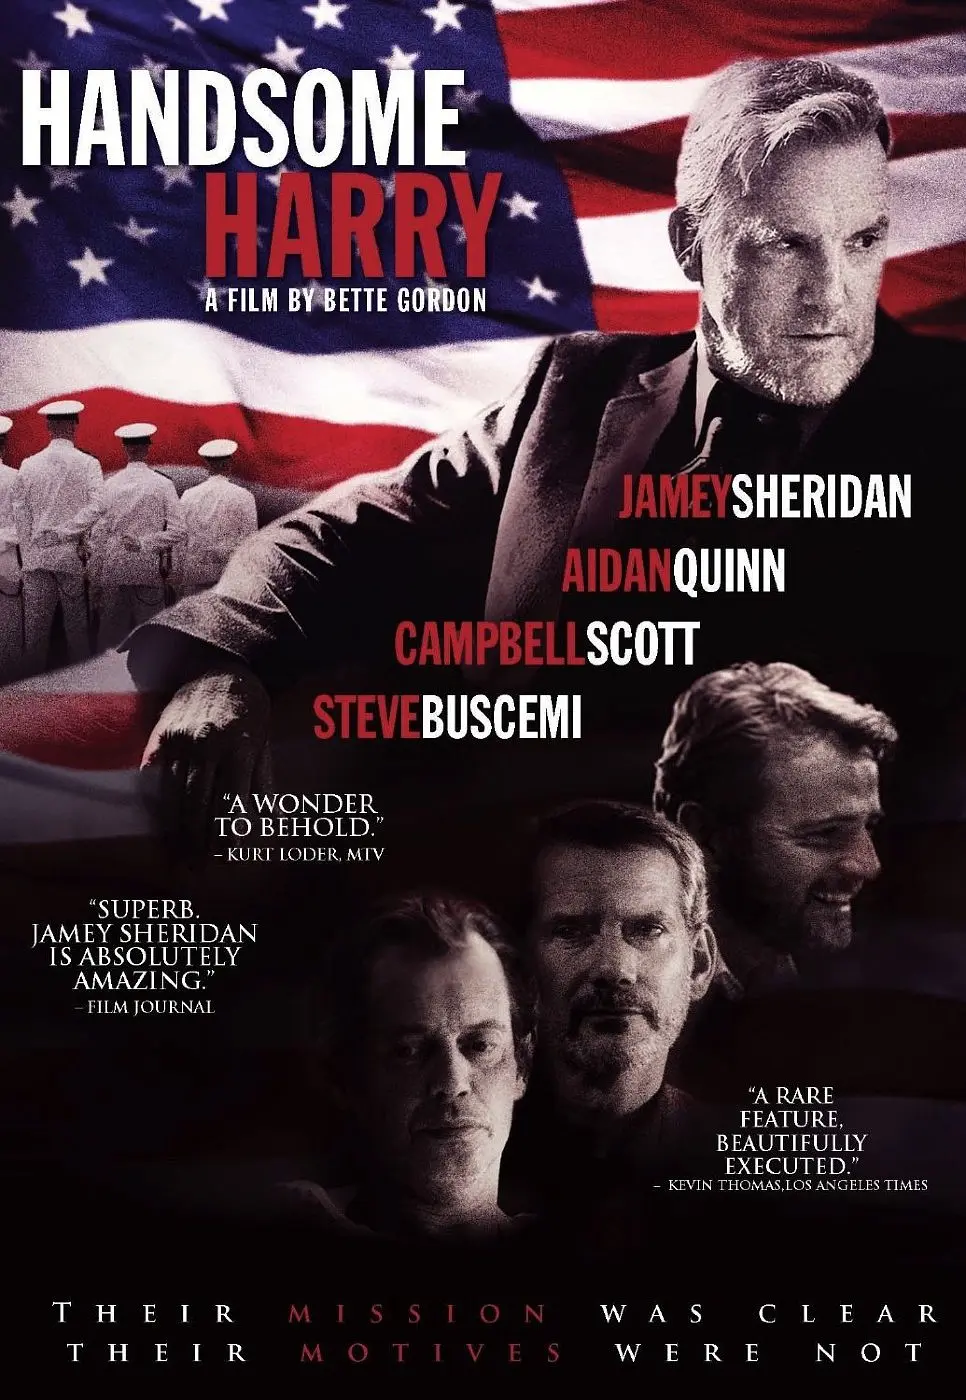 HANDSOME
HARRY
A FILM BY BETTE GORDON
JAMEYSHERIDAN
AIDANQUINN
CAMPBELLSCOTT
STEVEBUSCEMI
“A WONDER
TO BEHOLD.”
– KURT LODER, MTV
“SUPERB.
JAMEY SHERIDAN
IS ABSOLUTELY
AMAZING.”
– FILM JOURNAL
“A RARE
FEATURE,
BEAUTIFULLY
EXECUTED.”
– KEVIN THOMAS,LOS ANGELES TIMES
THEIR MISSION WAS CLEAR
THEIR MOTIVES WERE NOT